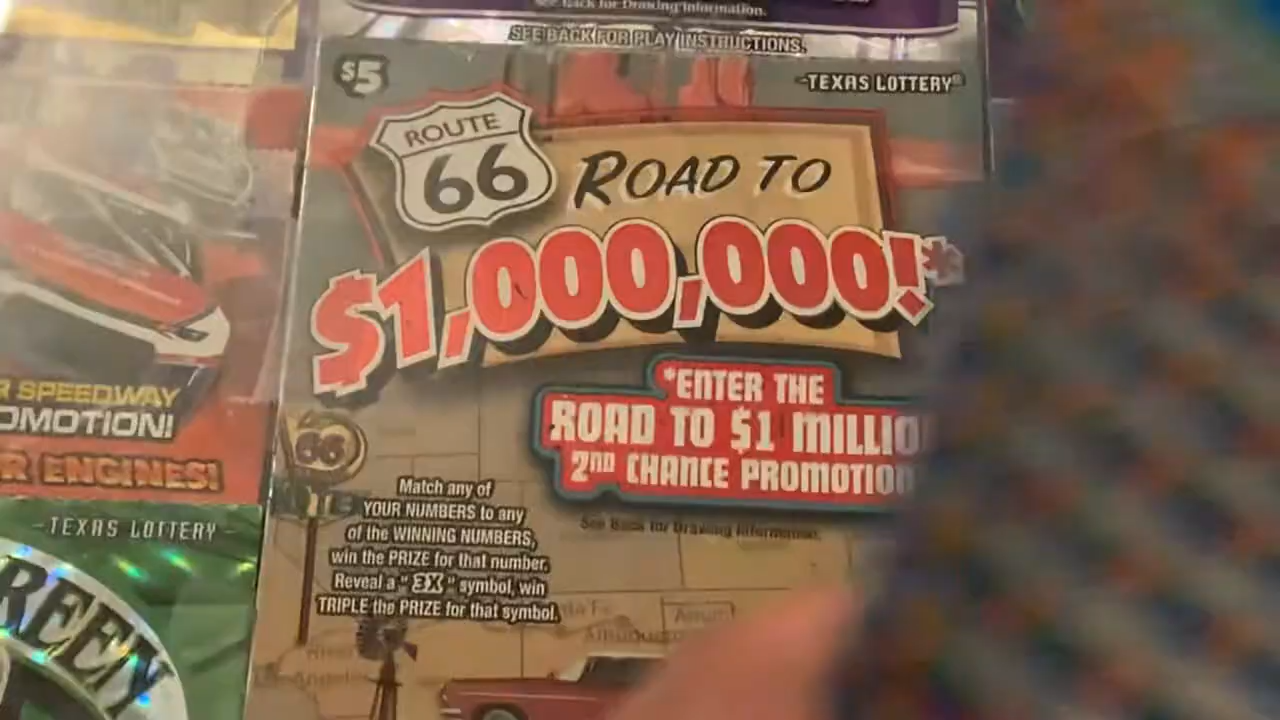 See Back for Drawing Information.
SEE BACK FOR PLAY INSTRUCTIONS.
$5
TEXAS LOTTERY®
ROUTE
66
ROAD TO
$1,000,000!*
*ENTER THE
ROAD TO $1 MILLIO
2ND CHANCE PROMOTION
See Back for Drawing Information.
66
Match any of
YOUR NUMBERS to any
of the WINNING NUMBERS,
win the PRIZE for that number.
Reveal a "3X" symbol, win
TRIPLE the PRIZE for that symbol.
R SPEEDWAY
OMOTION!
R ENGINES!
TEXAS LOTTERY
REEN